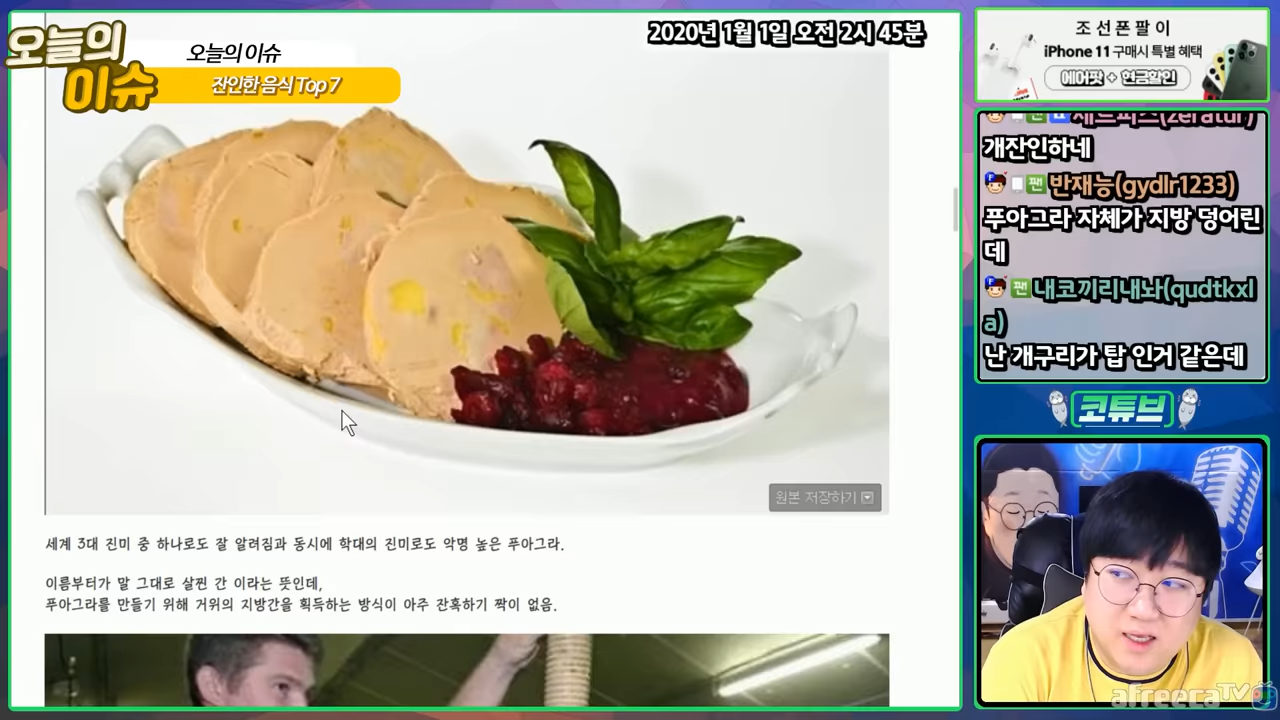 오늘의
이슈
오늘의 이슈
잔인한 음식 Top 7
2020년 1월 1일 오전 2시 45분
조선폰팔이
iPhone 11 구매시 특별 혜택
에어팟 + 현금할인
(zeratur)
개잔인하네
팬 반재능(gydlr1233)
푸아그라 자체가 지방 덩어린
데
팬 내코끼리내놔(qudtkxl
a)
난 개구리가 탑 인거 같은데
코튜브
원본 저장하기
세계 3대 진미 중 하나로도 잘 알려짐과 동시에 학대의 진미로도 악명 높은 푸아그라.
이름부터가 말 그대로 살찐 간 이라는 뜻인데,
푸아그라를 만들기 위해 거위의 지방간을 획득하는 방식이 아주 잔혹하기 짝이 없음.
afreecaTV